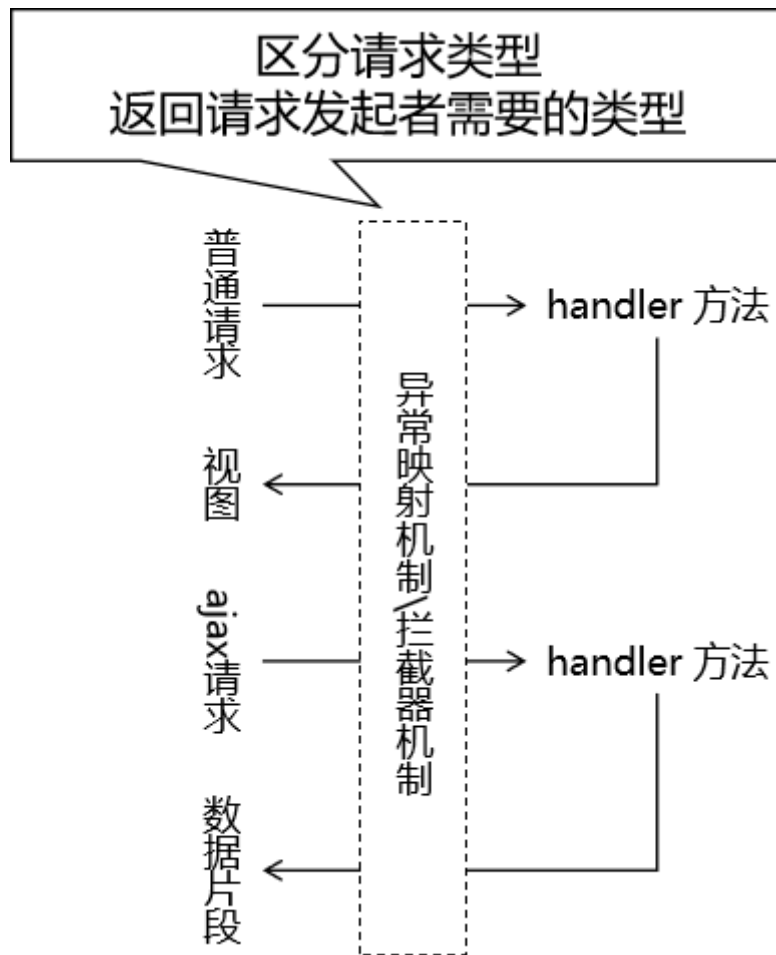 区分请求类型
返回请求发起者需要的类型
普通请求
handler 方法
视图
异常映射机制/拦截器机制
ajax请求
handler 方法
数据片段